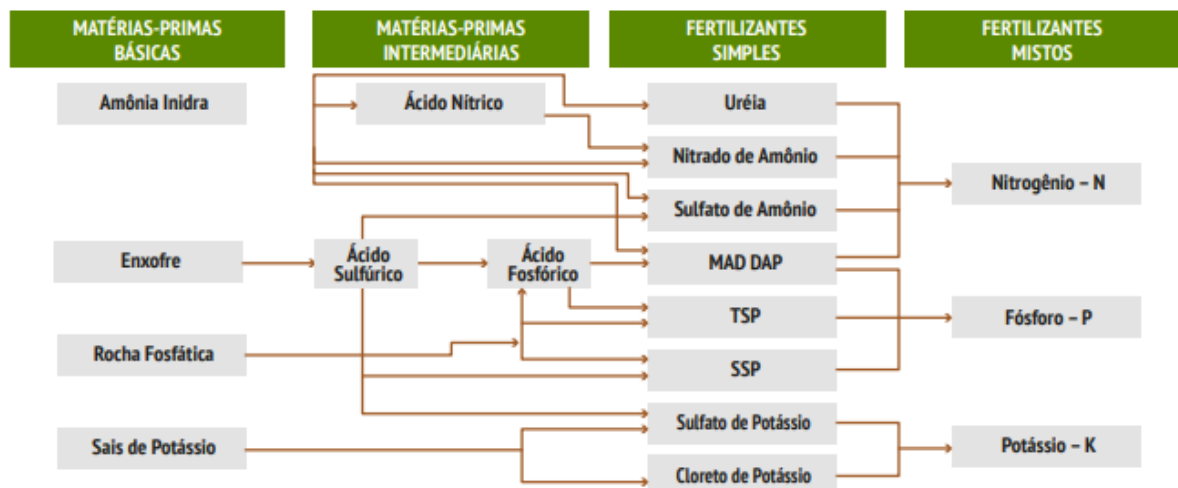 MATÉRIAS-PRIMAS
BÁSICAS
MATÉRIAS-PRIMAS
INTERMEDIÁRIAS
FERTILIZANTES
SIMPLES
FERTILIZANTES
MISTOS
Amônia Inidra
Ácido Nítrico
Uréia
Nitrado de Amônio
Nitrogênio – N
Sulfato de Amônio
Enxofre
Ácido
Sulfúrico
Ácido
Fosfórico
MAD DAP
TSP
Fósforo – P
Rocha Fosfática
SSP
Sulfato de Potássio
Sais de Potássio
Potássio – K
Cloreto de Potássio